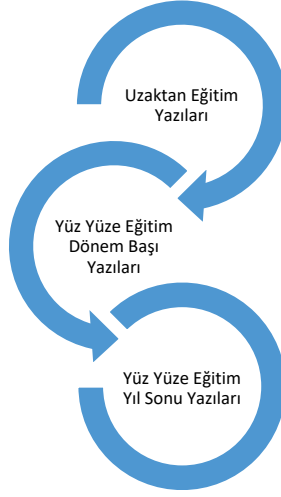 Uzaktan Eğitim
Yazıları
Yüz Yüze Eğitim
Dönem Başı
Yazıları
Yüz Yüze Eğitim
Yıl Sonu Yazıları